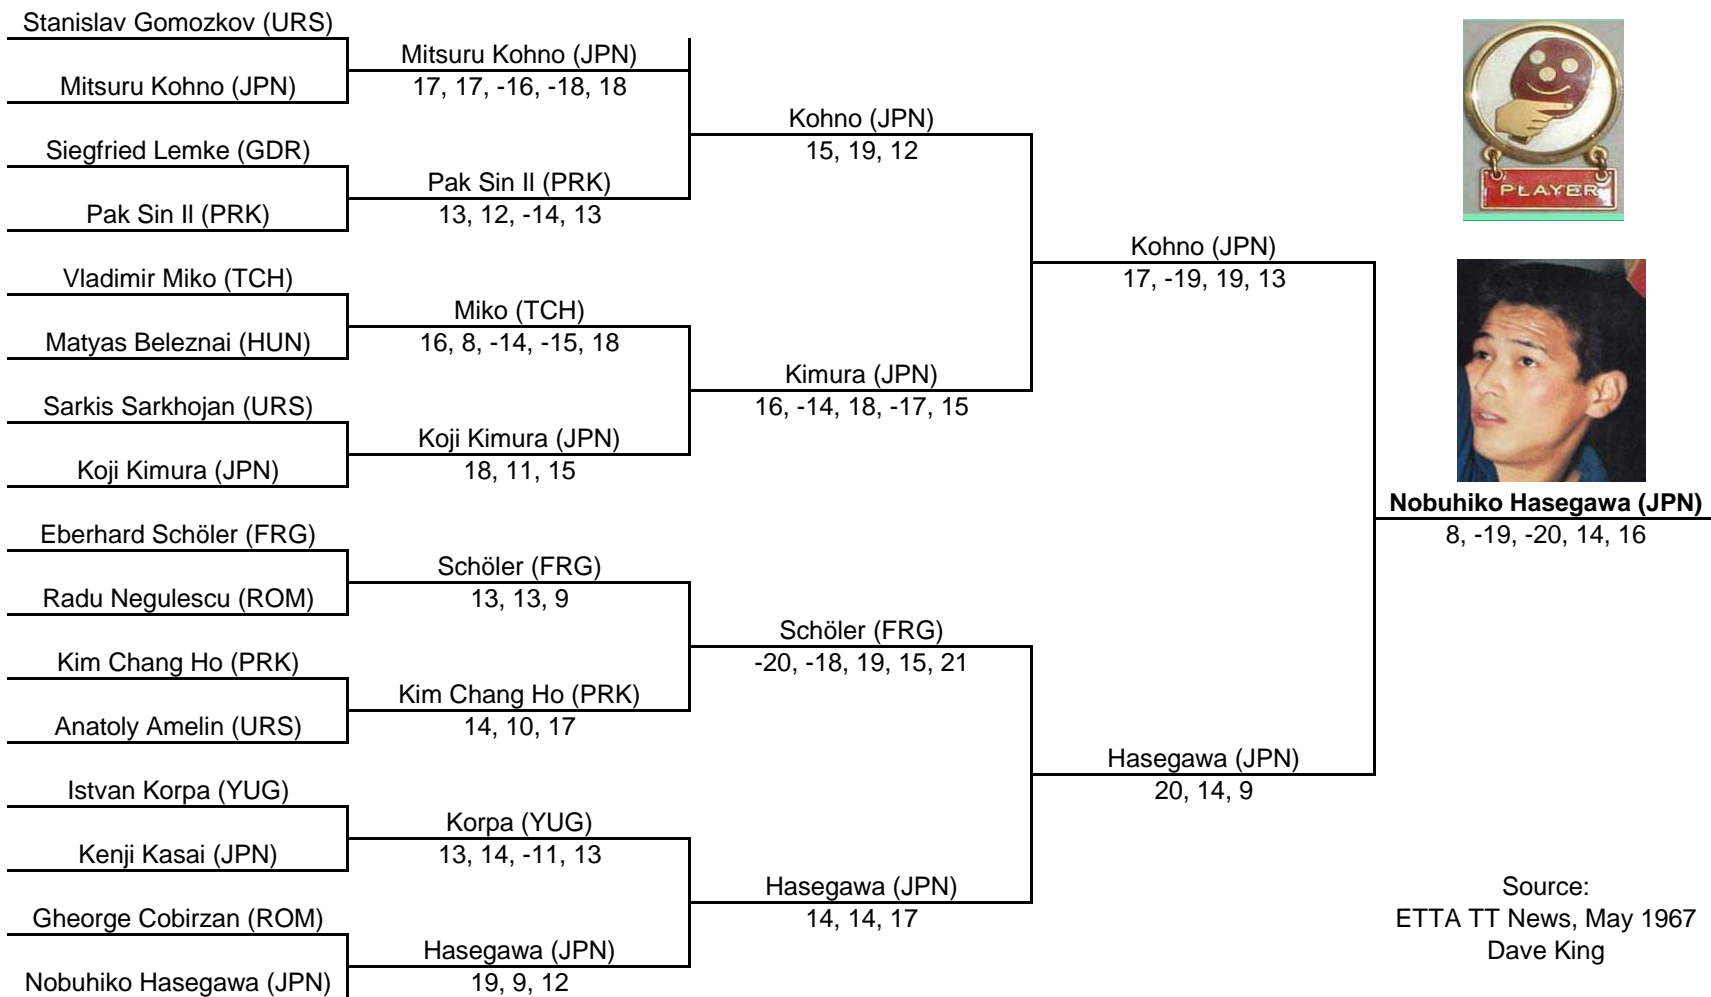 Stanislav Gomozkov (URS)
Mitsuru Kohno (JPN)
Siegfried Lemke (GDR)
Pak Sin Il (PRK)
Vladimir Miko (TCH)
Matyas Beleznai (HUN)
Sarkis Sarkhojan (URS)
Koji Kimura (JPN)
Eberhard Schöler (FRG)
Radu Negulescu (ROM)
Kim Chang Ho (PRK)
Anatoly Amelin (URS)
Istvan Korpa (YUG)
Kenji Kasai (JPN)
Gheorge Cobirzan (ROM)
Nobuhiko Hasegawa (JPN)
Mitsuru Kohno (JPN)
17, 17, -16, -18, 18
Pak Sin Il (PRK)
13, 12, -14, 13
Miko (TCH)
16, 8, -14, -15, 18
Koji Kimura (JPN)
18, 11, 15
Schöler (FRG)
13, 13, 9
Kim Chang Ho (PRK)
14, 10, 17
Korpa (YUG)
13, 14, -11, 13
Hasegawa (JPN)
19, 9, 12
Kohno (JPN)
15, 19, 12
Kimura (JPN)
16, -14, 18, -17, 15
Schöler (FRG)
-20, -18, 19, 15, 21
Hasegawa (JPN)
14, 14, 17
Kohno (JPN)
17, -19, 19, 13
Hasegawa (JPN)
20, 14, 9
PLAYER
Nobuhiko Hasegawa (JPN)
8, -19, -20, 14, 16
Source:
ETTA TT News, May 1967
Dave King